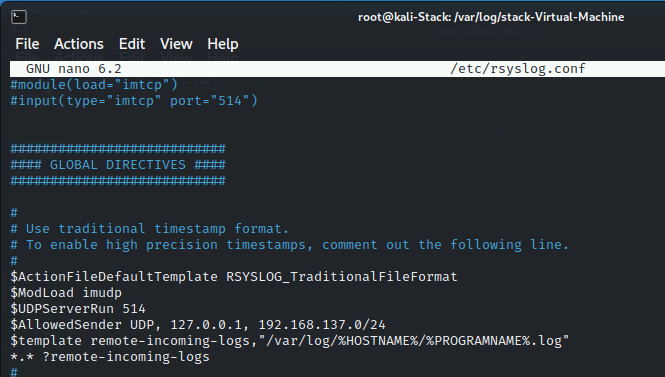 root@kali-Stack: /var/log/stack-Virtual-Machine
File Actions Edit View Help
GNU nano 6.2 /etc/rsyslog.conf
#module(load="imtcp")
#input(type="imtcp" port="514")
###########################
#### GLOBAL DIRECTIVES ####
###########################
#
# Use traditional timestamp format.
# To enable high precision timestamps, comment out the following line.
#
$ActionFileDefaultTemplate RSYSLOG_TraditionalFileFormat
$ModLoad imudp
$UDPServerRun 514
$AllowedSender UDP, 127.0.0.1, 192.168.137.0/24
$template remote-incoming-logs,"/var/log/%HOSTNAME%/%PROGRAMNAME%.log"
*.* ?remote-incoming-logs
#